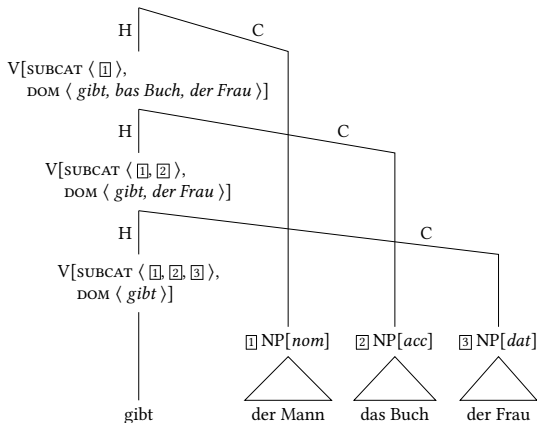 H C
V[SUBCAT ⟨ 1 ⟩,
DOM ⟨ gibt, bas Buch, der Frau ⟩]
H C
V[SUBCAT ⟨ 1, 2 ⟩,
DOM ⟨ gibt, der Frau ⟩]
H C
V[SUBCAT ⟨ 1, 2, 3 ⟩,
DOM ⟨ gibt ⟩]
1 NP[nom] 2 NP[acc] 3 NP[dat]
gibt der Mann das Buch der Frau